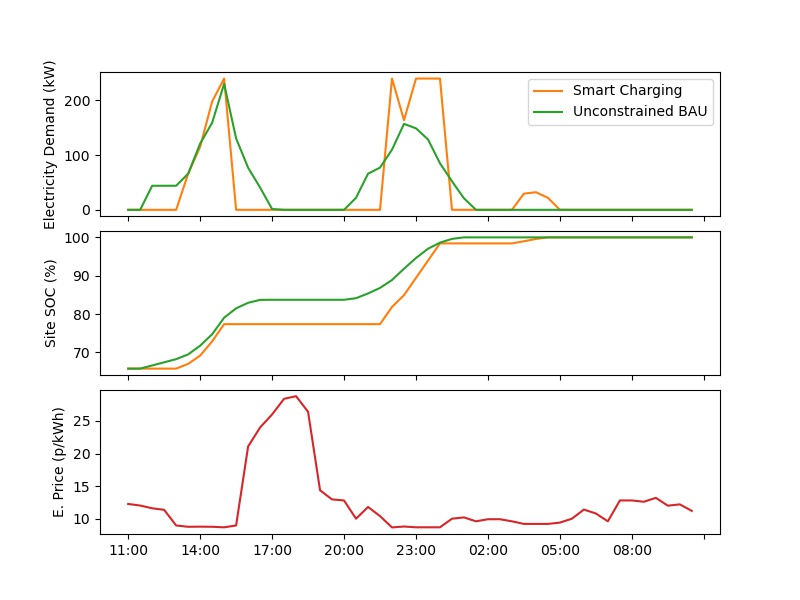 Electricity Demand (kW)
200
100
0
Smart Charging
Unconstrained BAU
Site SOC (%)
100
90
80
70
E. Price (p/kWh)
25
20
15
10
11:00 14:00 17:00 20:00 23:00 02:00 05:00 08:00